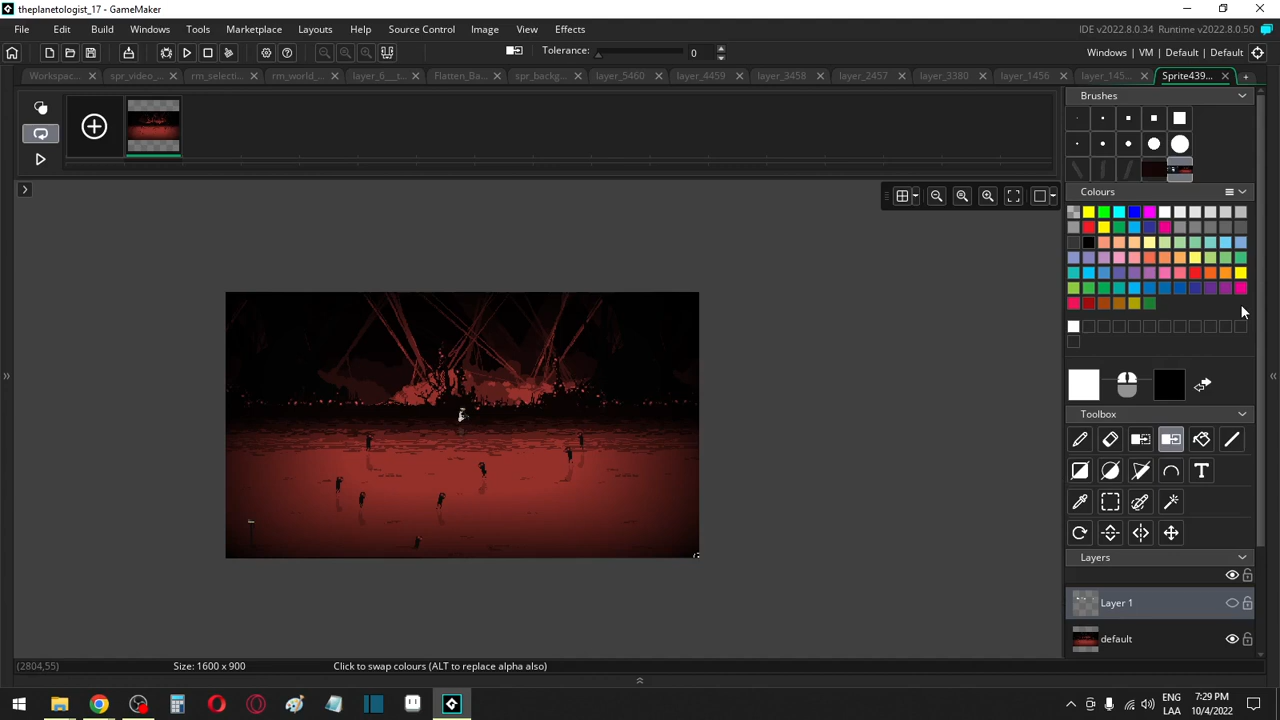 theplanetologist_17 - GameMaker
File Edit Build Windows Tools Marketplace Layouts Help Source Control Image View Effects
IDE v2022.8.0.34 Runtime v2022.8.0.50
Tolerance: 0
Windows | VM | Default | Default
Workspac... spr_video_... rm_selecti... rm_world_... layer_6__t... Flatten_Ba... spr_backg... layer_5460 layer_4459 layer_3458 layer_2457 layer_3380 layer_1456 layer_145... Sprite439...
Brushes
Colours
Toolbox
T
Layers
Layer 1
default
(2804,55) Size: 1600 x 900 Click to swap colours (ALT to replace alpha also)
ENG 7:29 PM
LAA 10/4/2022